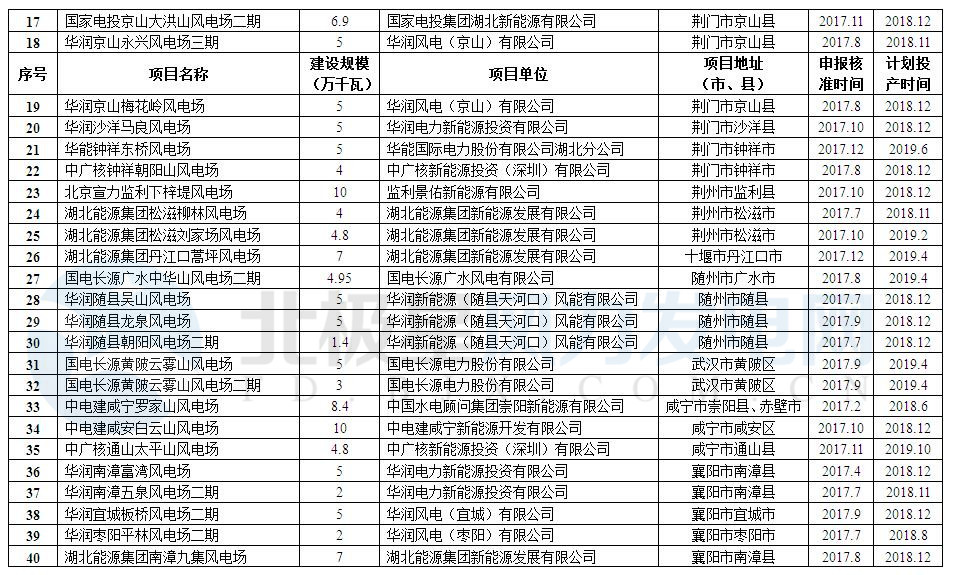 17 国家电投京山大洪山风电场二期 6.9 国家电投集团湖北新能源有限公司 荆门市京山县 2017.11 2018.12
18 华润京山永兴风电场三期 5 华润风电（京山）有限公司 荆门市京山县 2017.8 2018.11
序号 项目名称 建设规模（万千瓦） 项目单位 项目地址（市、县） 申报核准时间 计划投产时间
19 华润京山梅花岭风电场 5 华润风电（京山）有限公司 荆门市京山县 2017.8 2018.12
20 华润沙洋马良风电场 5 华润电力新能源投资有限公司 荆门市沙洋县 2017.10 2018.12
21 华能钟祥东桥风电场 5 华能国际电力股份有限公司湖北分公司 荆门市钟祥市 2017.12 2019.6
22 中广核钟祥朝阳山风电场 4 中广核新能源投资（深圳）有限公司 荆门市钟祥市 2017.8 2018.12
23 北京宣力监利下梓堤风电场 10 监利景佑新能源有限公司 荆州市监利县 2017.10 2018.12
24 湖北能源集团松滋柳林风电场 4 湖北能源集团新能源发展有限公司 荆州市松滋市 2017.7 2018.11
25 湖北能源集团松滋刘家场风电场 4.8 湖北能源集团新能源发展有限公司 荆州市松滋市 2017.10 2019.2
26 湖北能源集团丹江口蒿坪风电场 7 湖北能源集团新能源发展有限公司 十堰市丹江口市 2017.12 2019.4
27 国电长源广水中华山风电场二期 4.95 国电长源广水风电有限公司 随州市广水市 2017.8 2019.4
28 华润随县吴山风电场 5 华润新能源（随县天河口）风能有限公司 随州市随县 2017.7 2018.12
29 华润随县龙泉风电场 5 华润新能源（随县天河口）风能有限公司 随州市随县 2017.9 2018.12
30 华润随县朝阳风电场二期 1.4 华润新能源（随县天河口）风能有限公司 随州市随县 2017.7 2018.12
31 国电长源黄陂云雾山风电场 5 国电长源电力股份有限公司 武汉市黄陂区 2017.9 2019.4
32 国电长源黄陂云雾山风电场二期 3 国电长源电力股份有限公司 武汉市黄陂区 2017.9 2019.4
33 中电建咸宁罗家山风电场 8.4 中国水电顾问集团崇阳新能源有限公司 咸宁市崇阳县、赤壁市 2017.2 2018.6
34 中电建咸安白云山风电场 10 中电建咸宁新能源开发有限公司 咸宁市咸安区 2017.10 2018.12
35 中广核通山太平山风电场 4.8 中广核新能源投资（深圳）有限公司 咸宁市通山县 2017.11 2019.10
36 华润南漳富湾风电场 5 华润电力新能源投资有限公司 襄阳市南漳县 2017.4 2018.12
37 华润南漳五泉风电场二期 2 华润电力新能源投资有限公司 襄阳市南漳县 2017.7 2018.11
38 华润宜城板桥风电场二期 5 华润风电（宜城）有限公司 襄阳市宜城市 2017.9 2018.12
39 华润枣阳平林风电场二期 2 华润风电（枣阳）有限公司 襄阳市枣阳市 2017.7 2018.8
40 湖北能源集团南漳九集风电场 7 湖北能源集团新能源发展有限公司 襄阳市南漳县 2017.8 2018.12